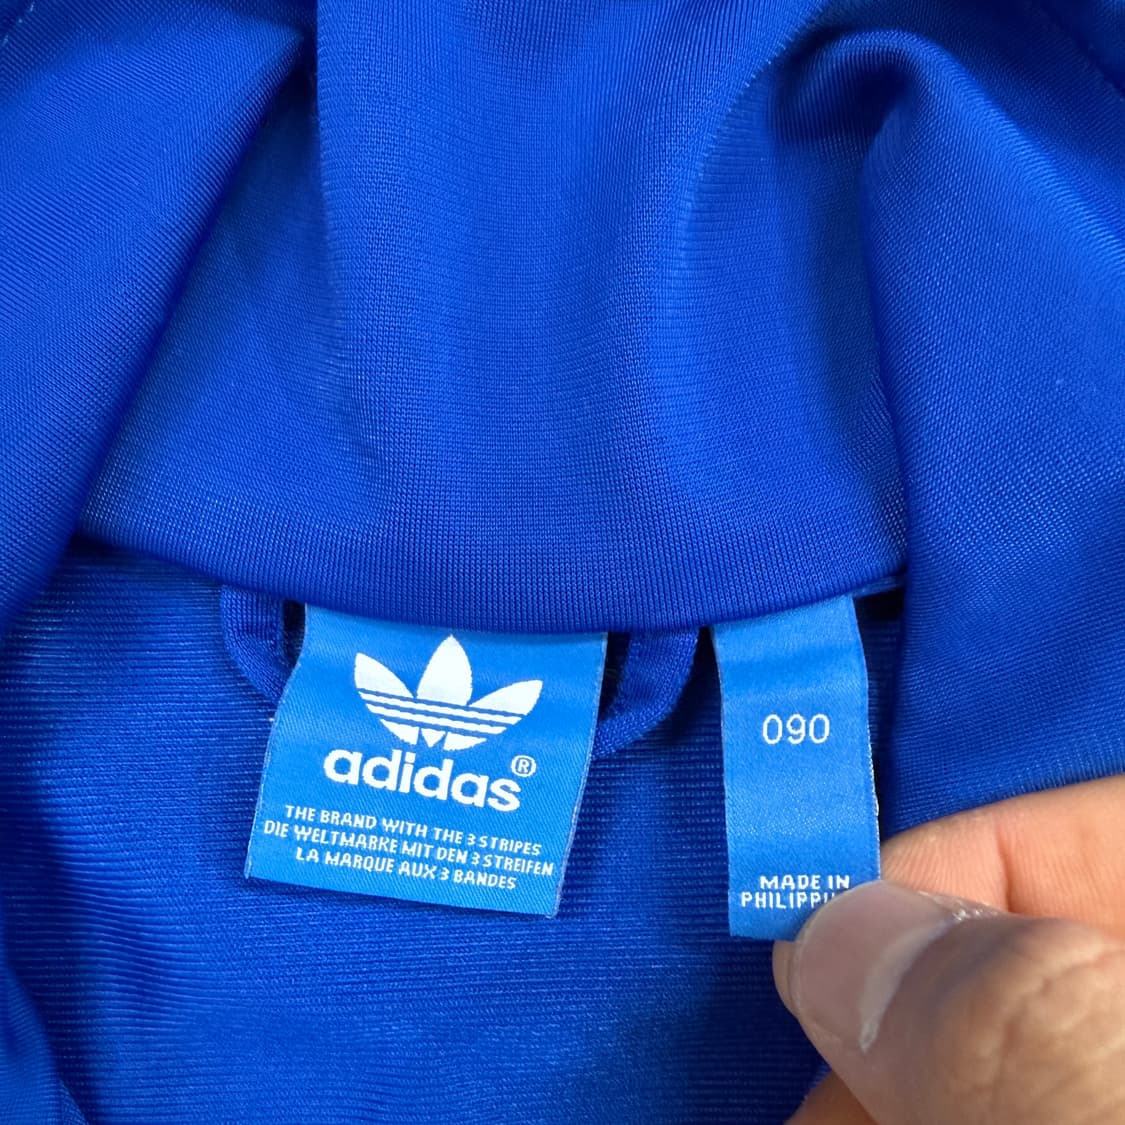 adidas®
THE BRAND WITH THE 3 STRIPES
DIE WELTMARKE MIT DEN 3 STREIFEN
LA MARQUE AUX 3 BANDES
090
MADE IN